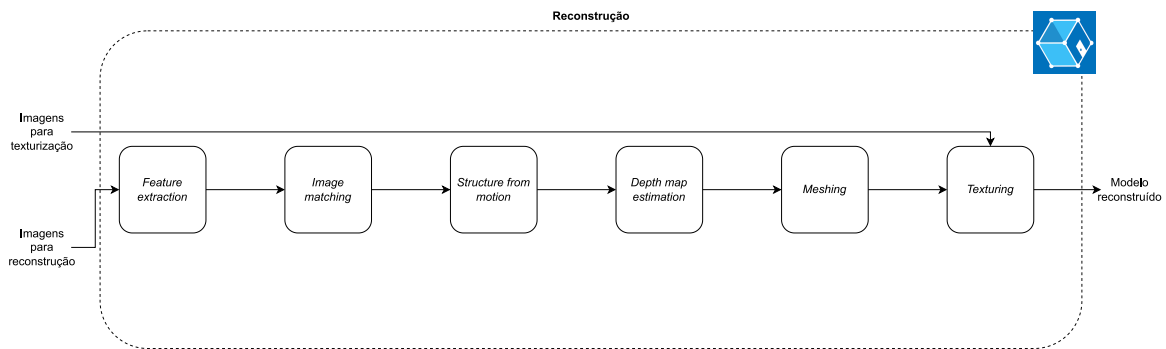 Reconstrução
Imagens
para
texturização
Feature
extraction
Image
matching
Structure from
motion
Depth map
estimation
Meshing
Texturing
Modelo
reconstruído
Imagens
para
reconstrução